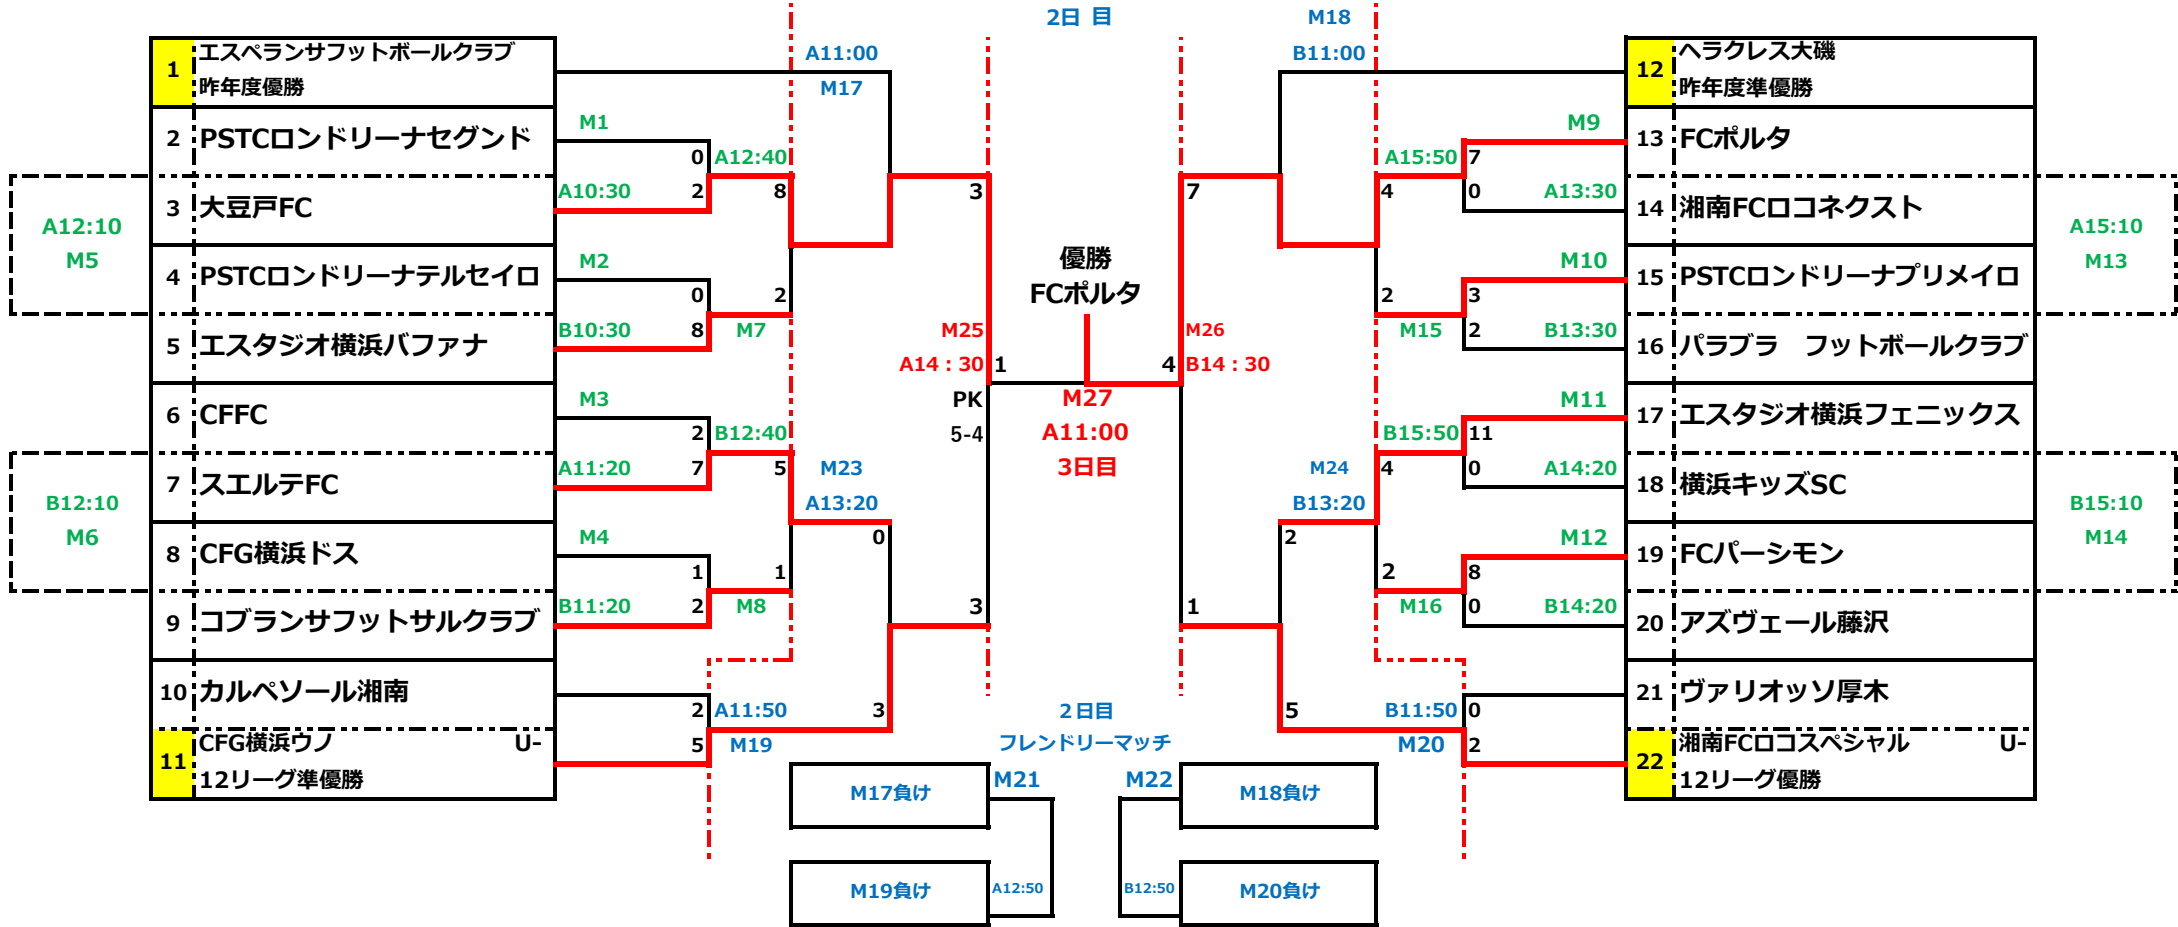 2日 目
M18
1
エスペランサフットボールクラブ
昨年度優勝
A11:00
M17
B11:00
12
ヘラクレス大磯
昨年度準優勝
2 PSTCロンドリーナセグンド
M1
0
A12:40
M9
13 FCポルタ
A15:50
7
3 大豆戸FC
A10:30
2
8
3
7
4
0
A13:30
14 湘南FCロコネクスト
A12:10
M5
A15:10
M13
4 PSTCロンドリーナテルセイロ
M2
0
2
優勝
FCポルタ
M10
15 PSTCロンドリーナプリメイロ
2
3
5 エスタジオ横浜バファナ
B10:30
8
M7
M25
A14：30
1
4
M26
B14：30
M15
2
B13:30
16 パラブラ　フットボールクラブ
6 CFFC
M3
2
B12:40
PK
5-4
M27
A11:00
3日目
M11
17 エスタジオ横浜フェニックス
B15:50
11
7 スエルテFC
A11:20
7
5
M23
A13:20
M24
B13:20
4
0
A14:20
18 横浜キッズSC
B12:10
M6
B15:10
M14
8 CFG横浜ドス
M4
1
1
0
2
M12
19 FCパーシモン
2
8
9 コブランサフットサルクラブ
B11:20
2
M8
3
1
M16
0
B14:20
20 アズヴェール藤沢
10 カルペソール湘南
2
A11:50
3
2日目
5
B11:50
0
21 ヴァリオッソ厚木
11
CFG横浜ウノ U-
12リーグ準優勝
5
M19
フレンドリーマッチ
M20
2
22
湘南FCロコスペシャル U-
12リーグ優勝
M17負け
M21
M22
M18負け
M19負け
A12:50
B12:50
M20負け